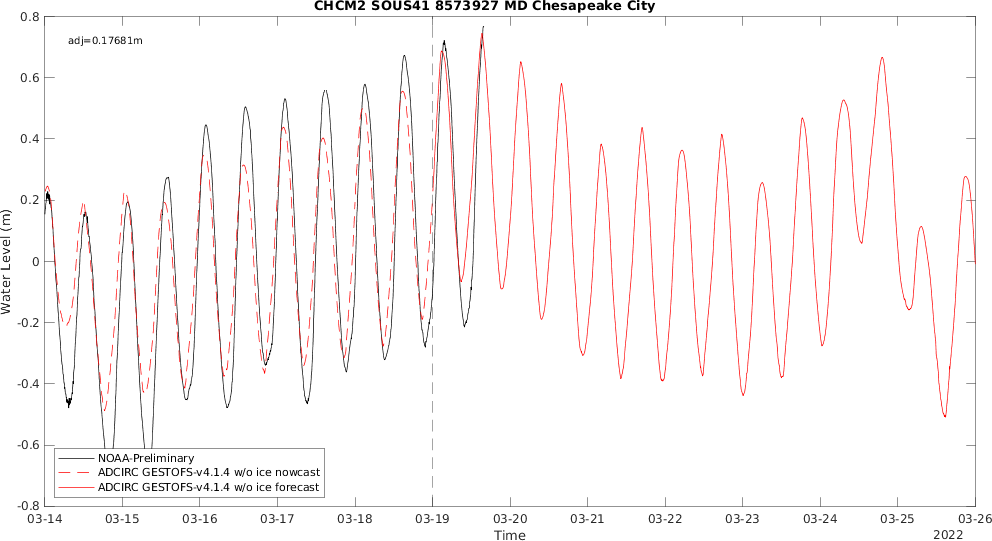 CHCM2 SOUS41 8573927 MD Chesapeake City
adj=0.17681m
0.8
0.6
0.4
0.2
0
-0.2
-0.4
-0.6
-0.8
Water Level (m)
NOAA-Preliminary
ADCIRC GESTOFS-v4.1.4 w/o ice nowcast
ADCIRC GESTOFS-v4.1.4 w/o ice forecast
03-14 03-15 03-16 03-17 03-18 03-19 03-20 03-21 03-22 03-23 03-24 03-25 03-26
Time
2022